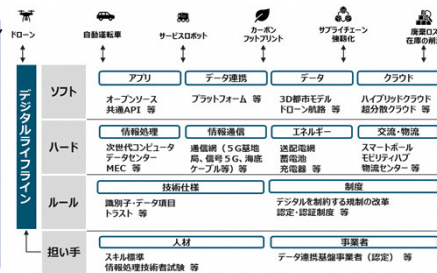 ドローン
自動運転車
サービスロボット
カーボン
フットプリント
サプライチェーン
強靱化
廃棄ロス
デジタルライフライン
ソフト
アプリ
オープンソース
共通API 等
データ連携
プラットフォーム 等
データ
3D都市モデル
ドローン航路 等
クラウド
ハイブリッドクラウド
超分散クラウド 等
ハード
情報処理
次世代コンピュータ
データセンター
MEC 等
情報通信
通信網(5G基地
局、信号5G、海底
ケーブル等)等
エネルギー
送配電網
蓄電池
充電器 等
交流・物流
スマートポール
モビリティハブ
物流センター 等
ルール
技術仕様
識別子・データ項目
トラスト 等
制度
デジタルを制約する規制の改革
認定・認証制度 等
担い手
人材
スキル標準
情報処理技術者試験 等
事業者
データ連携基盤事業者(認定) 等